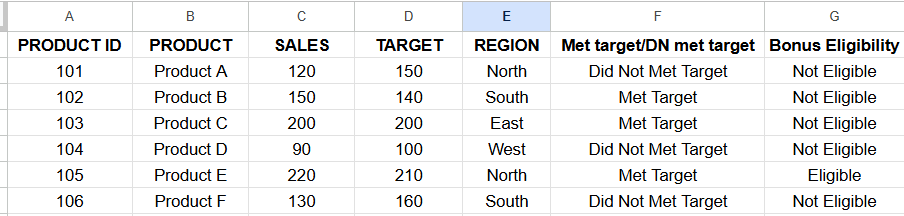 A B C D E F G
PRODUCT ID PRODUCT SALES TARGET REGION Met target/DN met target Bonus Eligibility
101 Product A 120 150 North Did Not Met Target Not Eligible
102 Product B 150 140 South Met Target Not Eligible
103 Product C 200 200 East Met Target Not Eligible
104 Product D 90 100 West Did Not Met Target Not Eligible
105 Product E 220 210 North Met Target Eligible
106 Product F 130 160 South Did Not Met Target Not Eligible